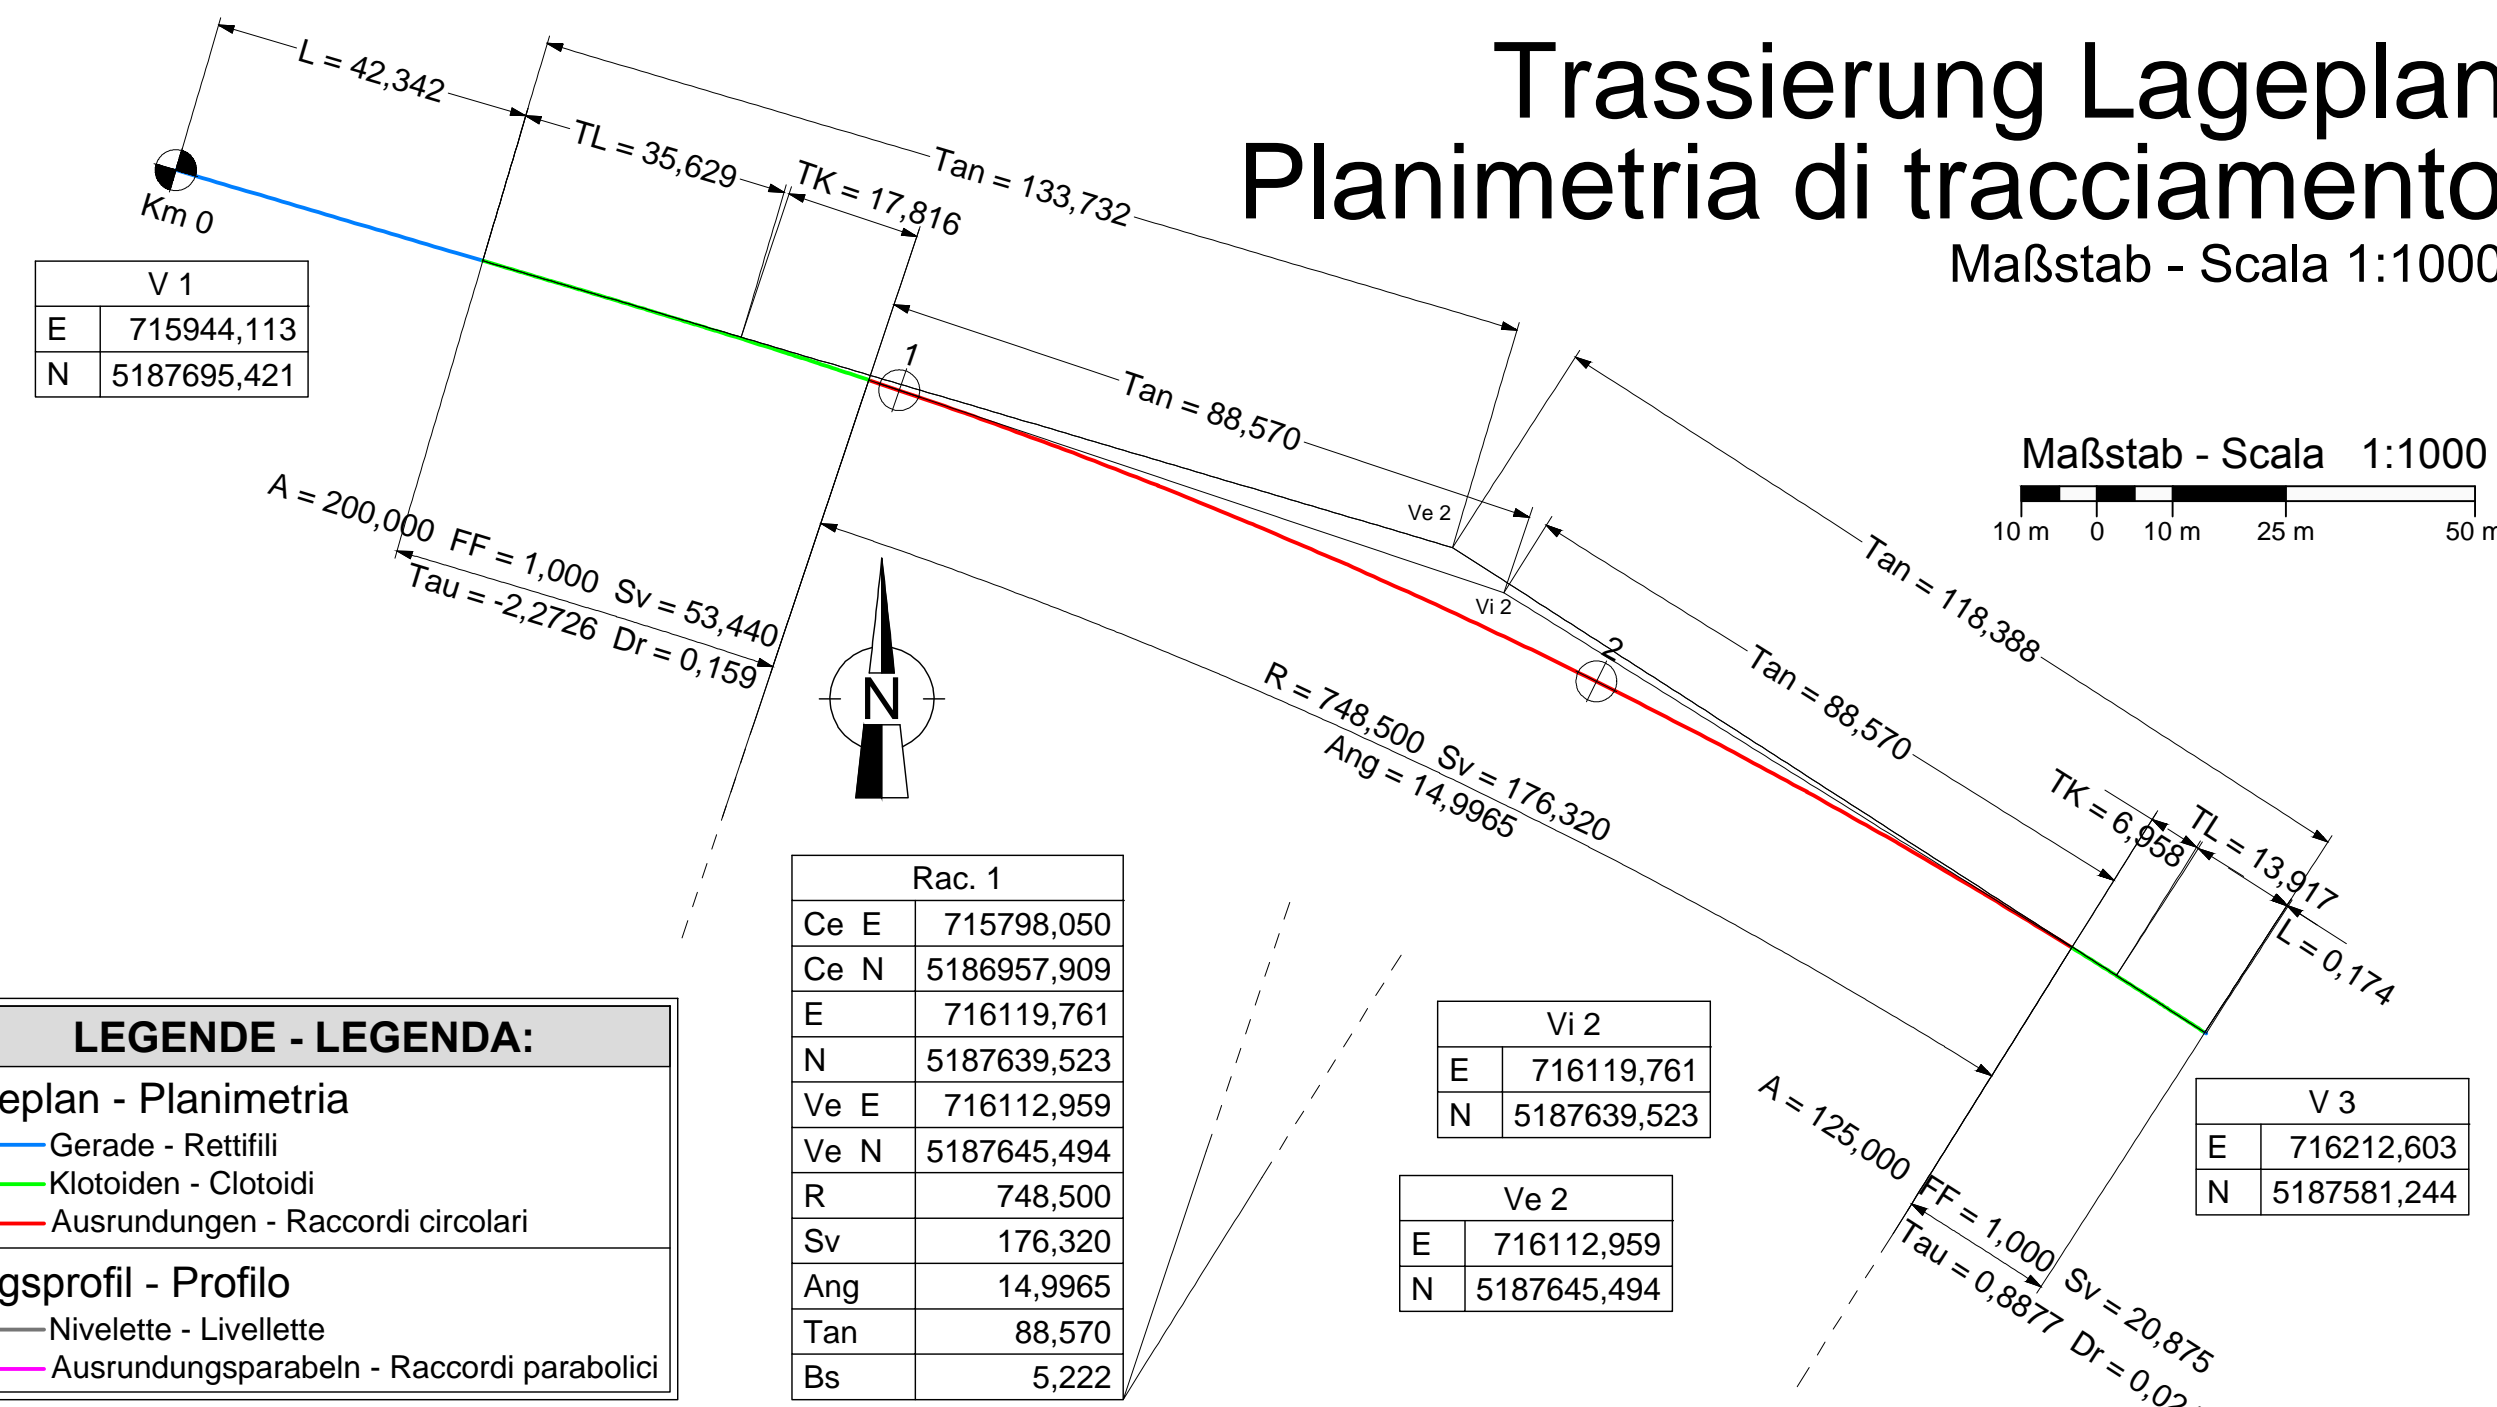 Trassierung Lageplan
Planimetria di tracciamento
Maßstab - Scala 1:1000
L = 42,342
TL = 35,629
TK = 17,816
Tan = 133,732
Km 0
V 1
E 715944,113
N 5187695,421
1
Tan = 88,570
Ve 2
Vi 2
Maßstab - Scala 1:1000
10 m 0 10 m 25 m 50 m
A = 200,000 FF = 1,000 Sv = 53,440
Tau = -2,2726 Dr = 0,159
N
2
Tan = 118,388
Tan = 88,570
R = 748,500 Sv = 176,320
Ang = 14,9965
TK = 6,958
TL = 13,917
L = 0,174
Rac. 1
Ce E 715798,050
Ce N 5186957,909
E 716119,761
N 5187639,523
Ve E 716112,959
Ve N 5187645,494
R 748,500
Sv 176,320
Ang 14,9965
Tan 88,570
Bs 5,222
Vi 2
E 716119,761
N 5187639,523
Ve 2
E 716112,959
N 5187645,494
V 3
E 716212,603
N 5187581,244
A = 125,000 FF = 1,000 Sv = 20,875
Tau = 0,8877 Dr = 0,02
LEGENDE - LEGENDA:
eplan - Planimetria
Gerade - Rettifili
Klotoiden - Clotoidi
Ausrundungen - Raccordi circolari
gsprofil - Profilo
Nivelette - Livellette
Ausrundungsparabeln - Raccordi parabolici